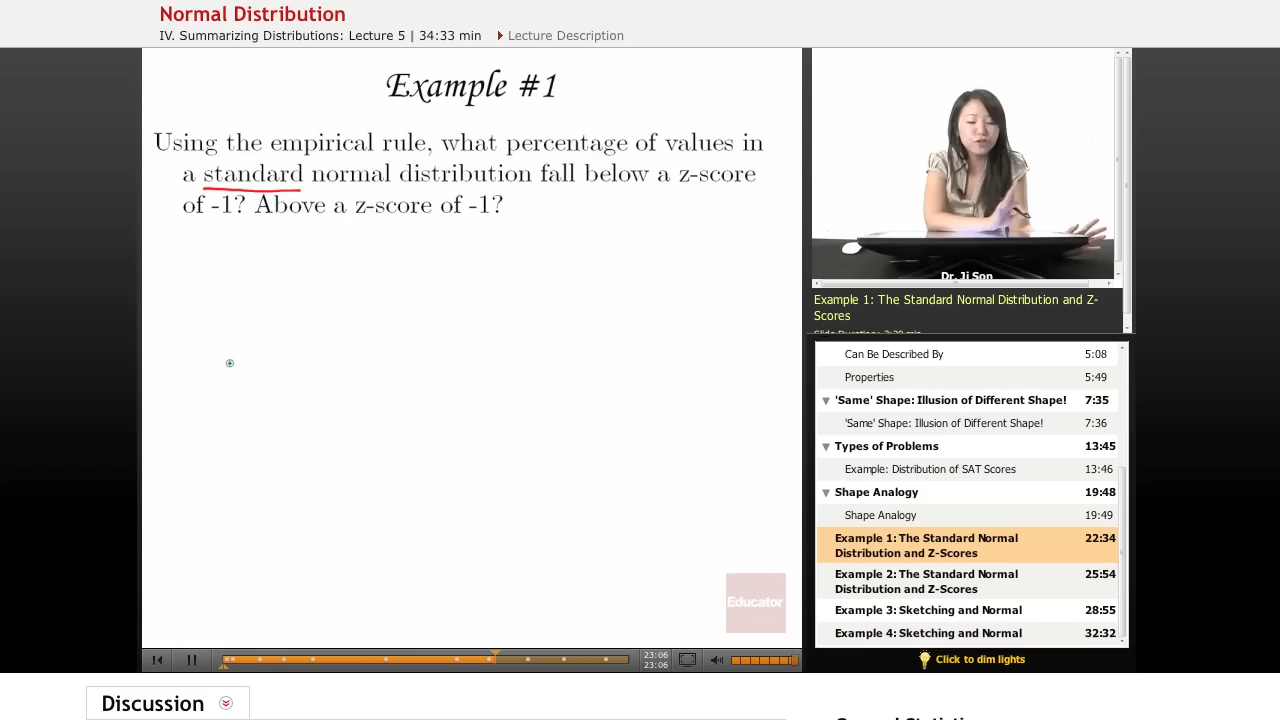 Normal Distribution
IV. Summarizing Distributions: Lecture 5 | 34:33 min
Lecture Description
Example #1
Using the empirical rule, what percentage of values in
a standard normal distribution fall below a z-score
of -1? Above a z-score of -1?
Educator
23:06
23:06
Dr. Ji Son
Example 1: The Standard Normal Distribution and Z-
Scores
Slide Duration: 3:20 min
Can Be Described By 5:08
Properties 5:49
'Same' Shape: Illusion of Different Shape! 7:35
'Same' Shape: Illusion of Different Shape! 7:36
Types of Problems 13:45
Example: Distribution of SAT Scores 13:46
Shape Analogy 19:48
Shape Analogy 19:49
Example 1: The Standard Normal 22:34
Distribution and Z-Scores
Example 2: The Standard Normal 25:54
Distribution and Z-Scores
Example 3: Sketching and Normal 28:55
Example 4: Sketching and Normal 32:32
Click to dim lights
Discussion